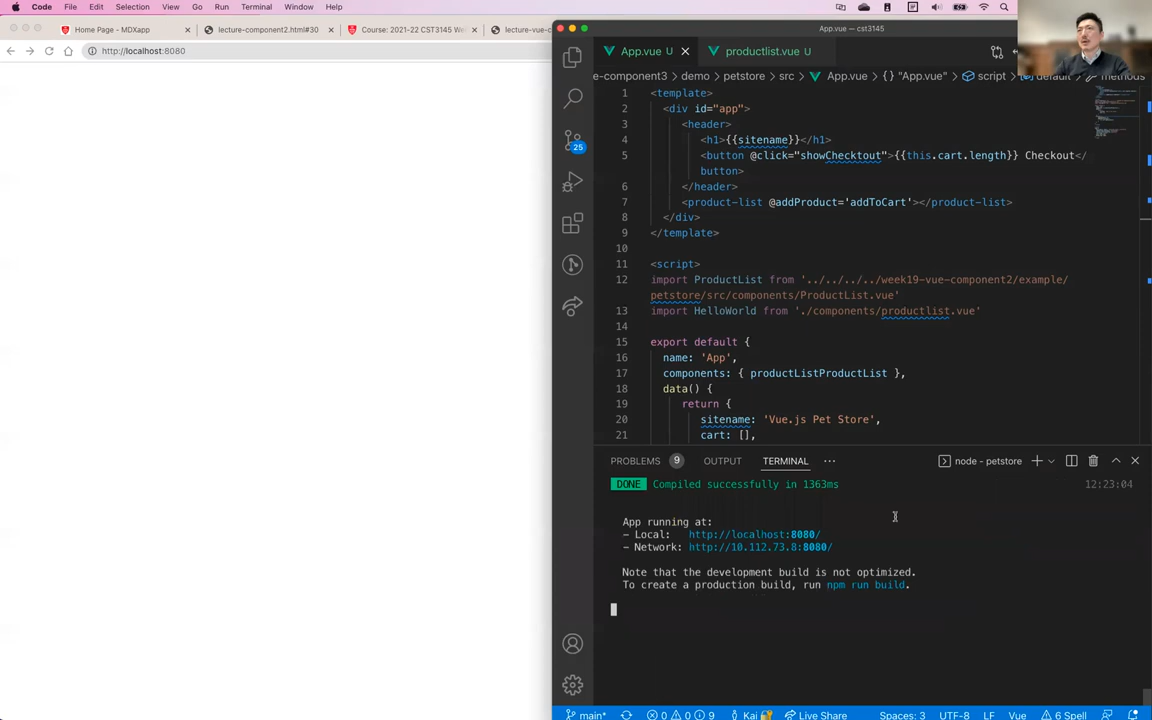 Code File Edit Selection View Go Run Terminal Window Help
Home Page - MDXapp × lecture-component2.html#30 × Course: 2021-22 CST3145 W × lecture-vue-c
http://localhost:8080
App.vue — cst3145
App.vue U × productlist.vue U
e-component3 › demo › petstore › src › App.vue › {} "App.vue" › script › default › methods
1 <template>
2 <div id="app">
3 <header>
4 <h1>{{sitename}}</h1>
5 <button @click="showChecktout">{{this.cart.length}} Checkout</
button>
6 </header>
7 <product-list @addProduct='addToCart'></product-list>
8 </div>
9 </template>
10
11 <script>
12 import ProductList from '../../../../week19-vue-component2/example/
petstore/src/components/ProductList.vue'
13 import HelloWorld from './components/productlist.vue'
14
15 export default {
16 name: 'App',
17 components: { productListProductList },
18 data() {
19 return {
20 sitename: 'Vue.js Pet Store',
21 cart: [],
25
PROBLEMS 9 OUTPUT TERMINAL ··· node - petstore
DONE Compiled successfully in 1363ms 12:23:04
App running at:
- Local: http://localhost:8080/
- Network: http://10.112.73.8:8080/
Note that the development build is not optimized.
To create a production build, run npm run build.
main* 0 0 9 Kai Live Share Spaces: 3 UTF-8 LF Vue 6 Spell